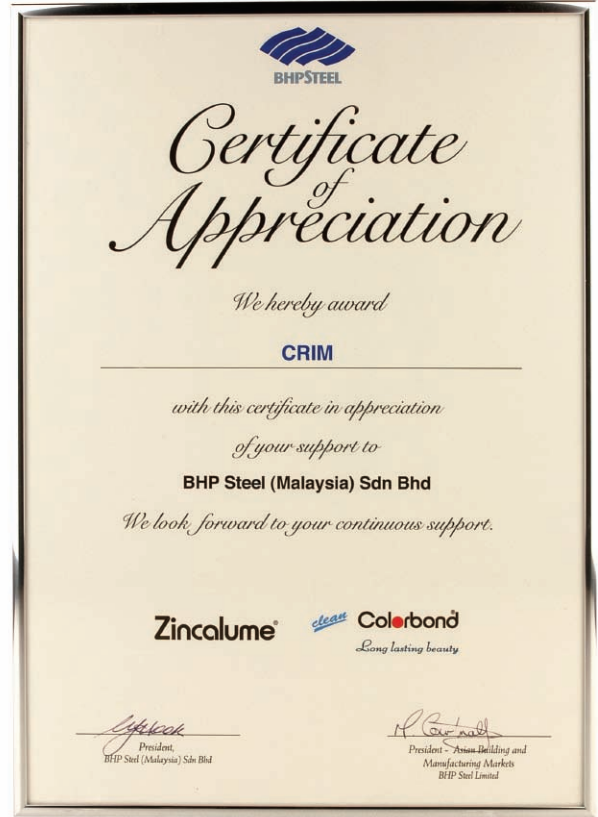 BHPSTEEL
Certificate
of
Appreciation
We hereby award
CRIM
with this certificate in appreciation
of your support to
BHP Steel (Malaysia) Sdn Bhd
We look forward to your continuous support.
Zincalume® clean Colorbond®
Long lasting beauty
President,
BHP Steel (Malaysia) Sdn Bhd
President - Asian Building and
Manufacturing Markets
BHP Steel Limited